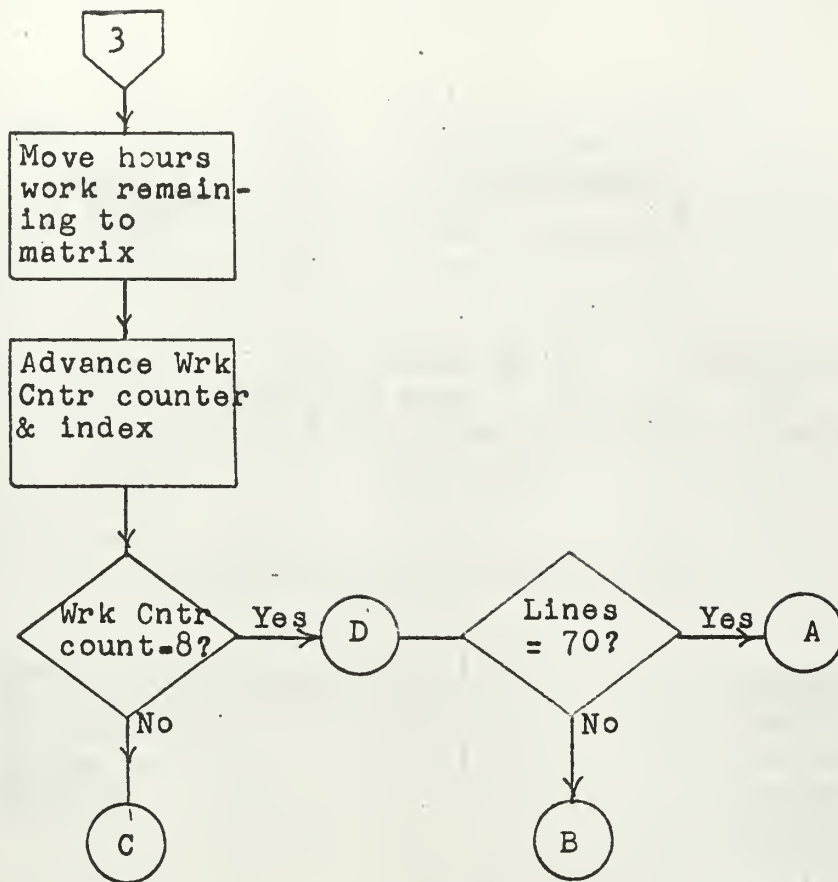 3
Move hours
work remain-
ing to
matrix
Advance Wrk
Cntr counter
& index
Wrk Cntr
count=8?
Yes
D
Lines
= 70?
Yes
A
No
C
No
B